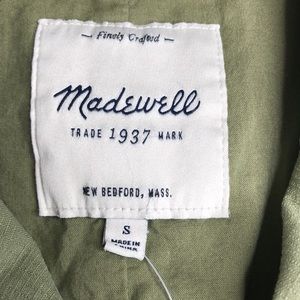 — Finely Crafted —
Madewell
TRADE 1937 MARK
NEW BEDFORD, MASS.
S
MADE IN
CHINA